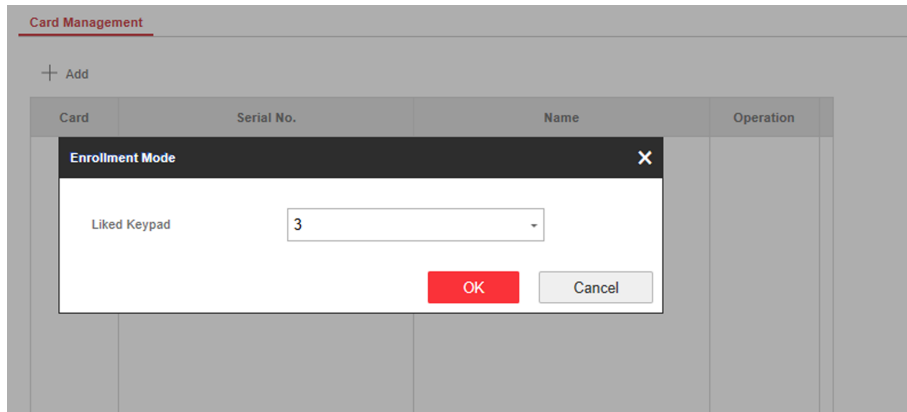 Card Management
+ Add
Card Serial No. Name Operation
Enrollment Mode
Liked Keypad 3
OK Cancel